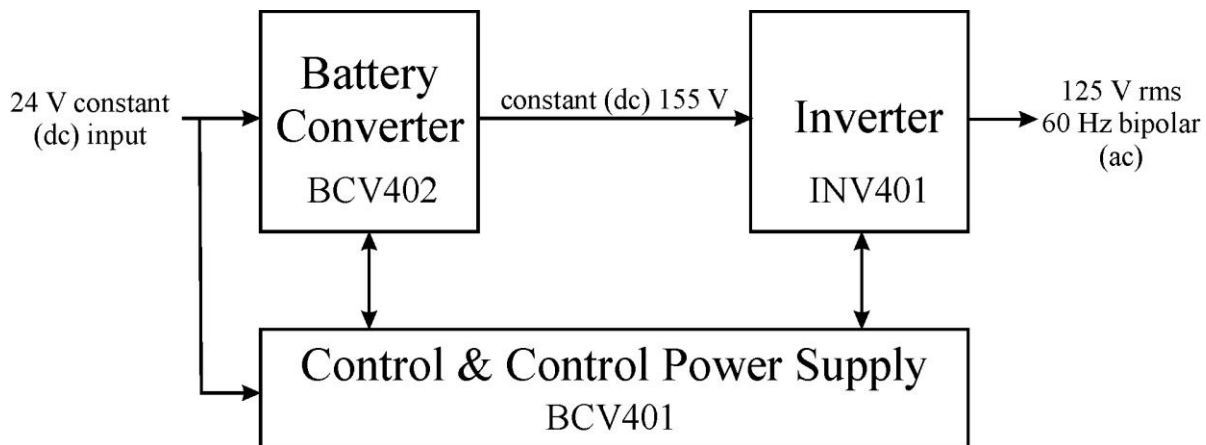 24 V constant
(dc) input
Battery
Converter
BCV402
constant (dc) 155 V
Inverter
INV401
125 V rms
60 Hz bipolar
(ac)
Control & Control Power Supply
BCV401